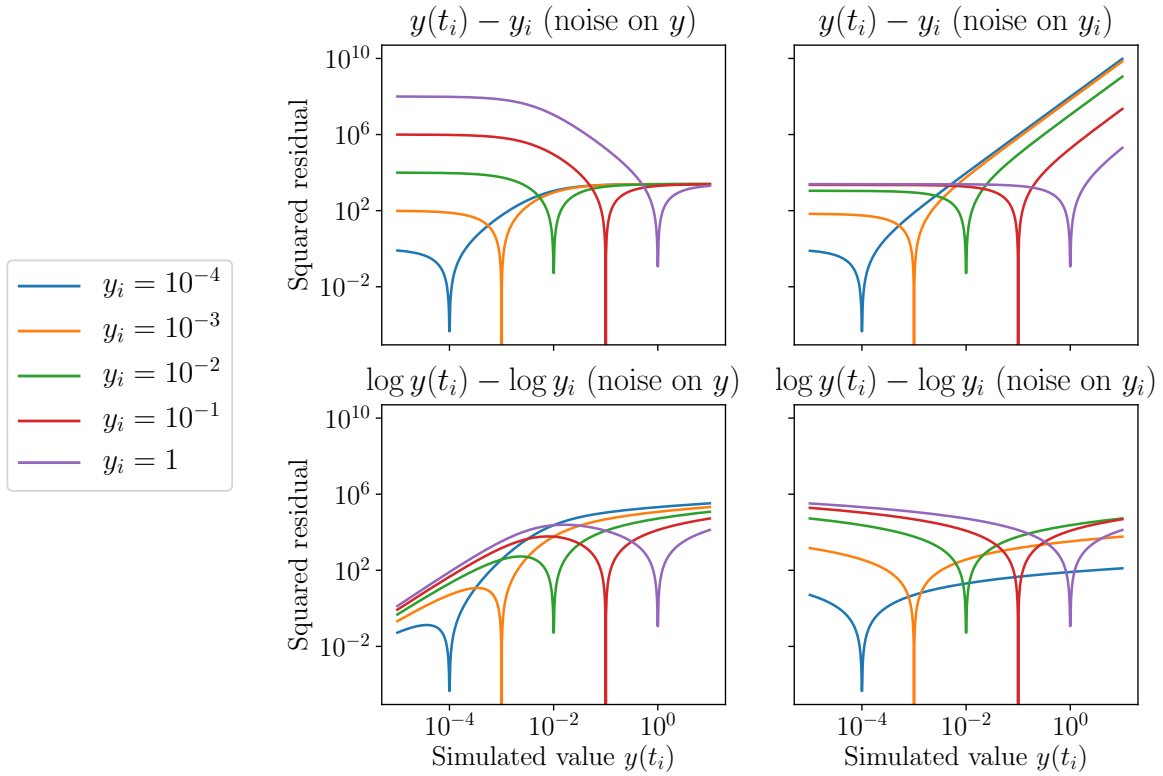 $y(t_i) - y_i$ (noise on $y$)
$y(t_i) - y_i$ (noise on $y_i$)
Squared residual
$10^{10}$
$10^{6}$
$10^{2}$
$10^{-2}$
$y_i = 10^{-4}$
$y_i = 10^{-3}$
$y_i = 10^{-2}$
$y_i = 10^{-1}$
$y_i = 1$
$\log y(t_i) - \log y_i$ (noise on $y$)
$\log y(t_i) - \log y_i$ (noise on $y_i$)
Squared residual
$10^{10}$
$10^{6}$
$10^{2}$
$10^{-2}$
$10^{-4}$
$10^{-2}$
$10^{0}$
Simulated value $y(t_i)$
$10^{-4}$
$10^{-2}$
$10^{0}$
Simulated value $y(t_i)$